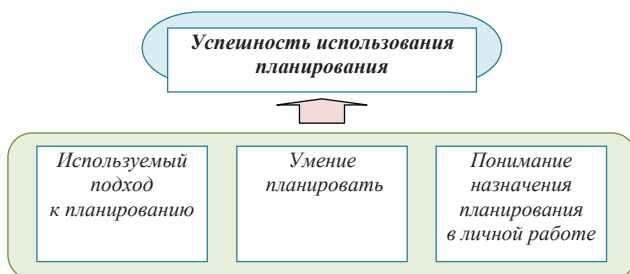 Успешность использования
планирования
Используемый
подход
к планированию
Умение
планировать
Понимание
назначения
планирования
в личной работе